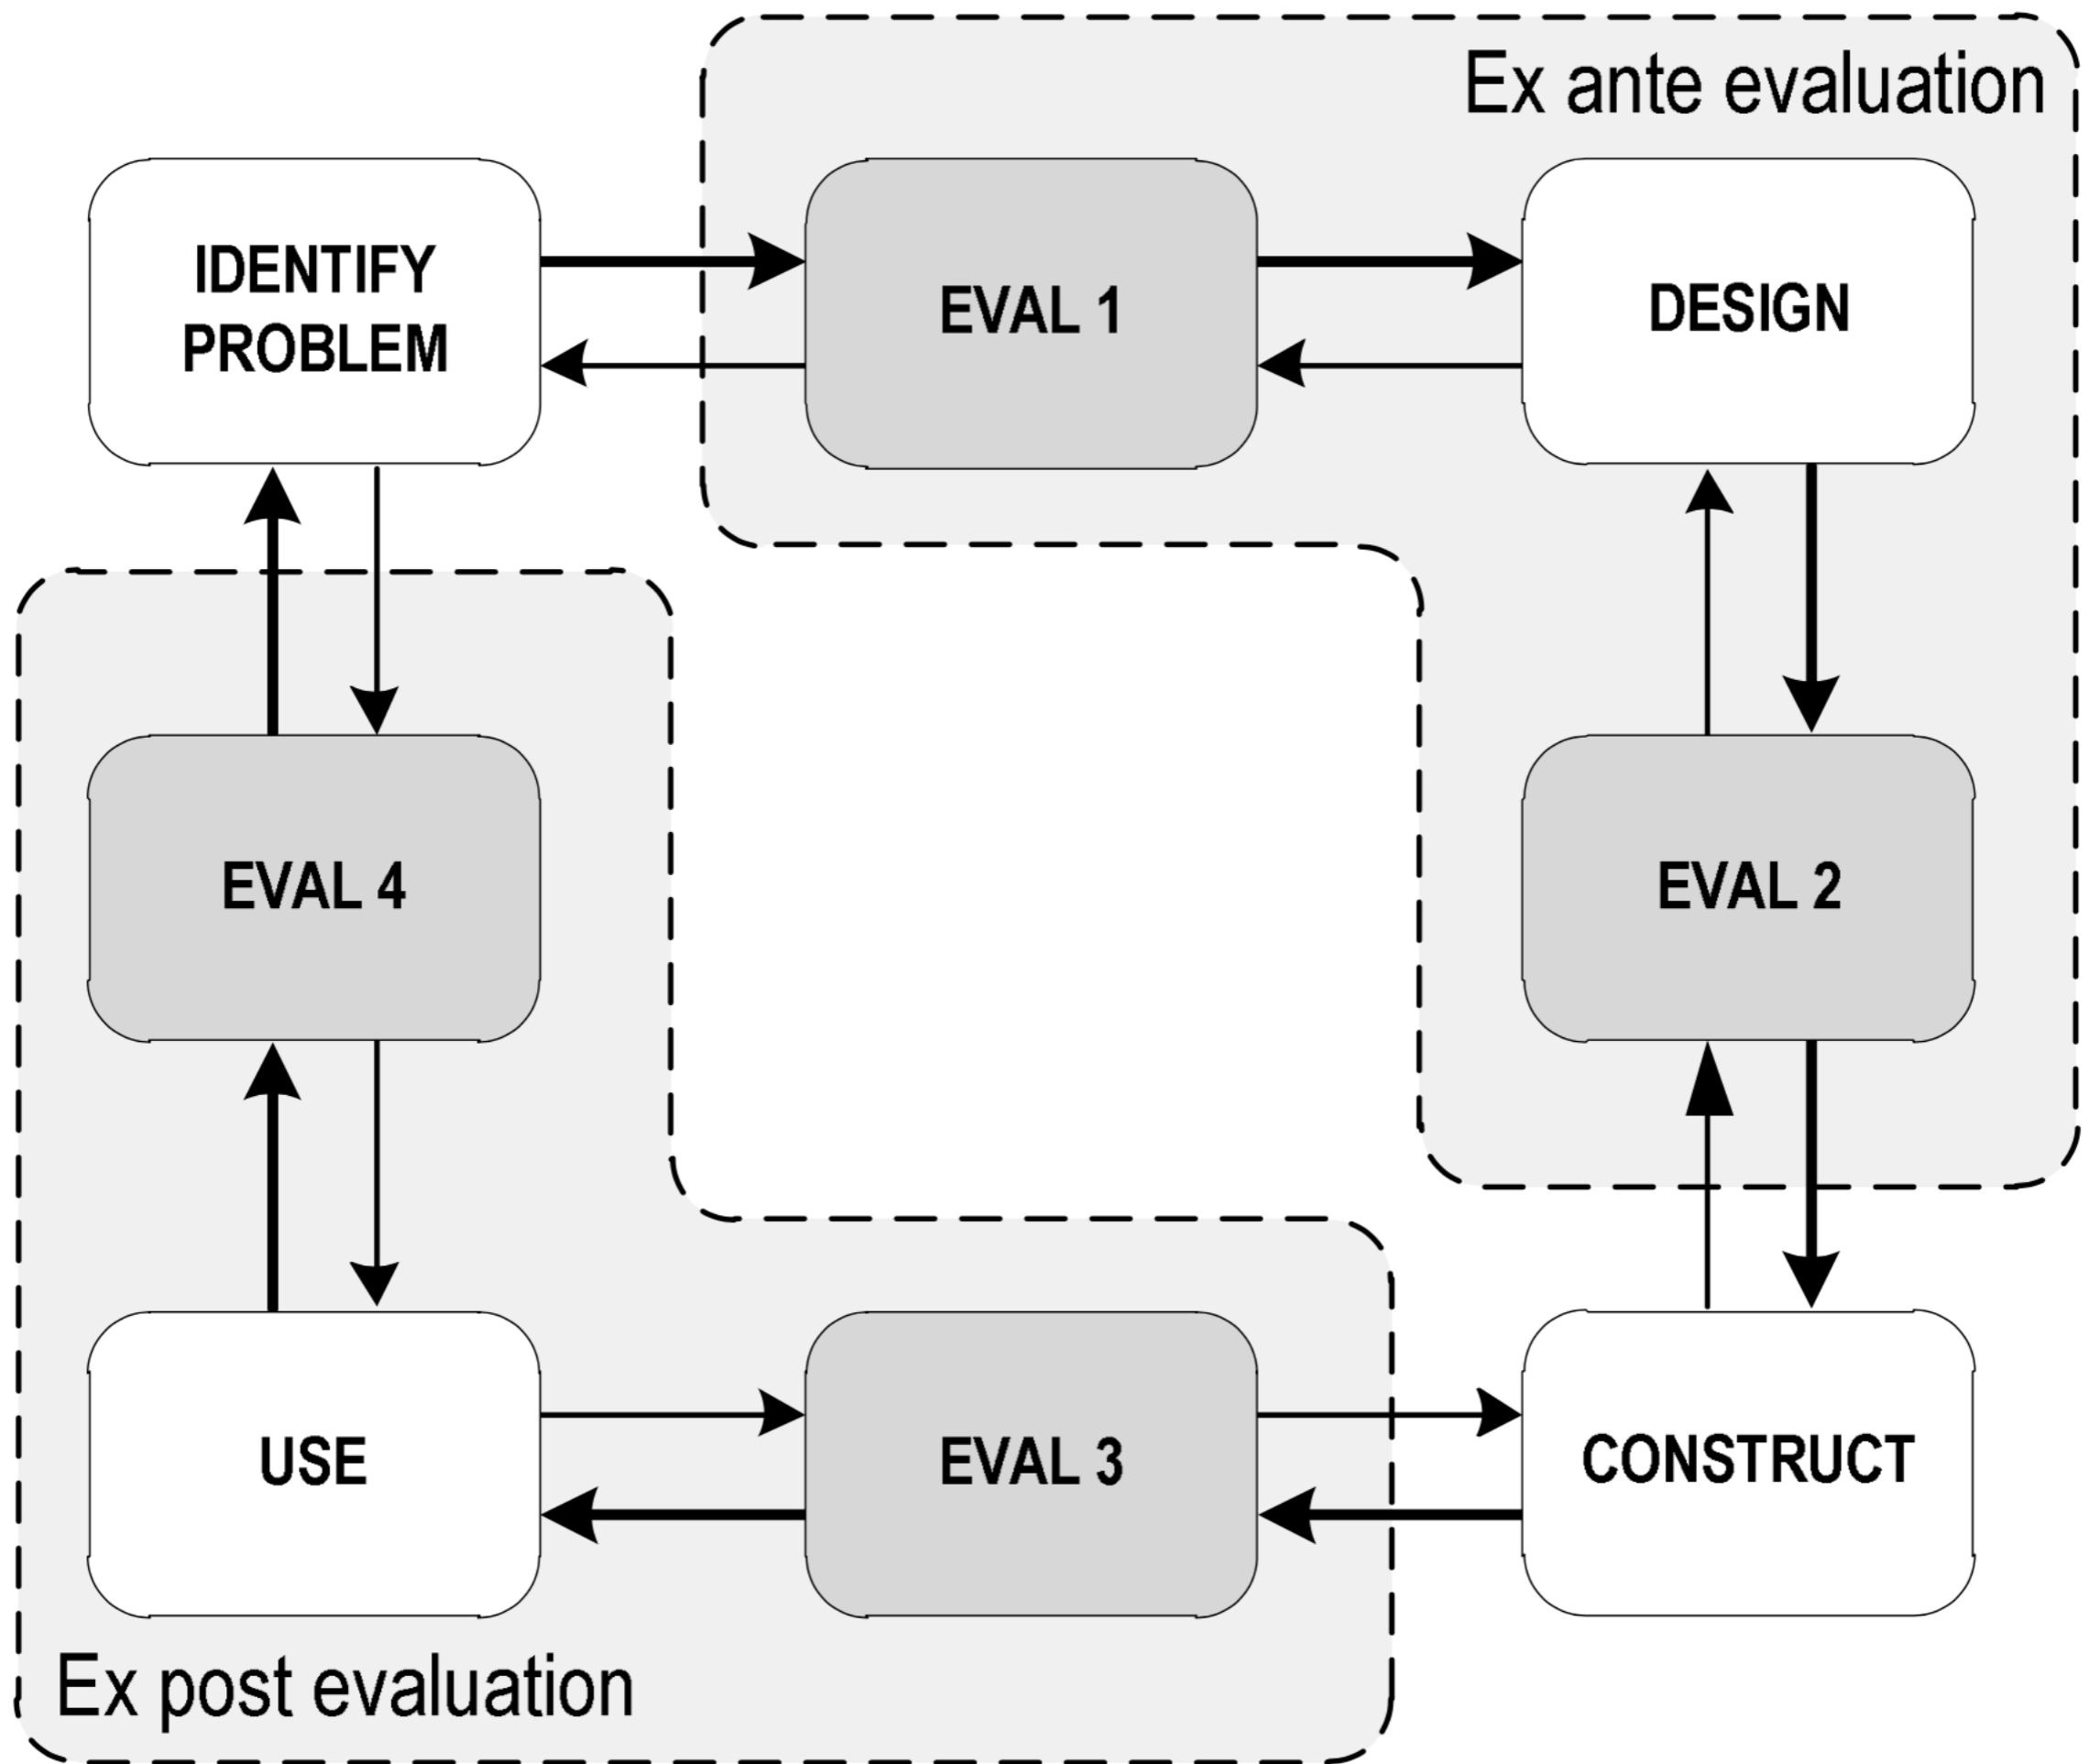 Ex ante evaluation
IDENTIFY
PROBLEM
EVAL 1
DESIGN
EVAL 4
EVAL 2
USE
EVAL 3
CONSTRUCT
Ex post evaluation